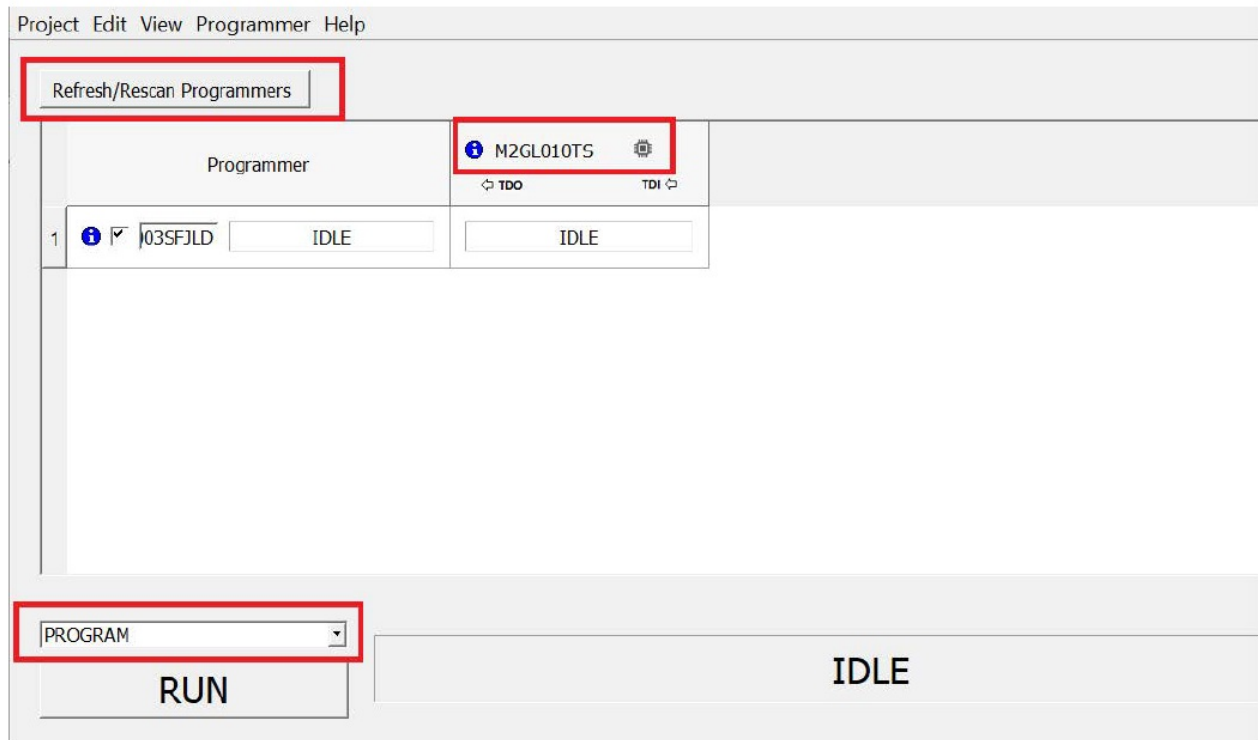 Project Edit View Programmer Help
Refresh/Rescan Programmers
Programmer
M2GL010TS
TDO TDI
1 03SFJLD IDLE IDLE
PROGRAM
RUN
IDLE